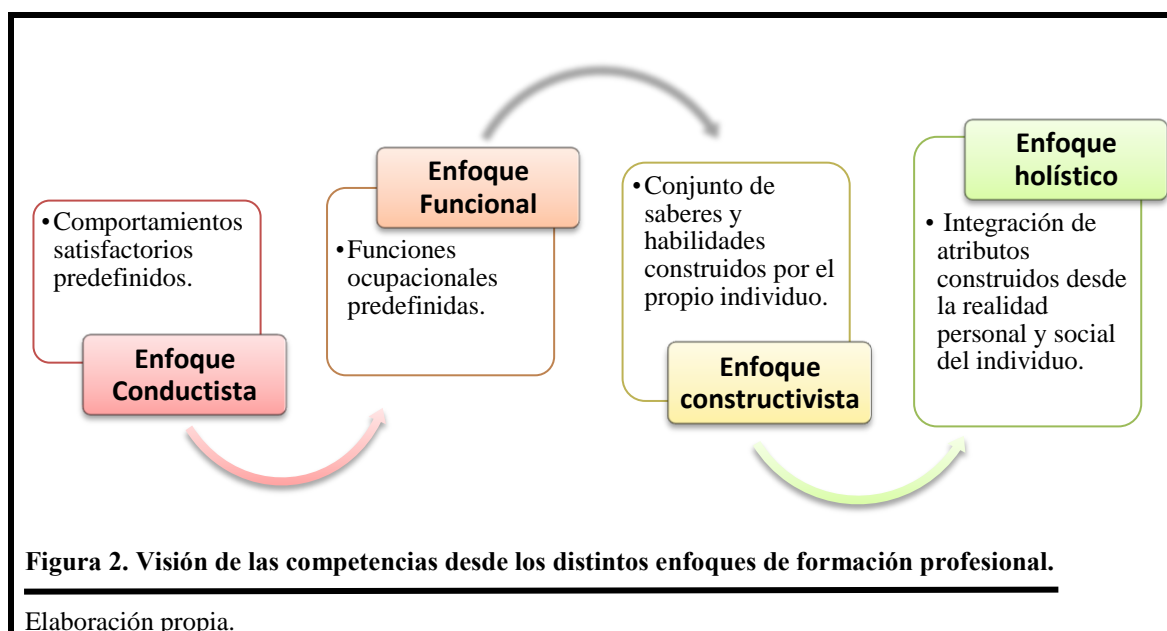 •Comportamientos
satisfactorios
predefinidos.
Enfoque
Conductista
Enfoque
Funcional
•Funciones
ocupacionales
predefinidas.
•Conjunto de
saberes y
habilidades
construidos por el
propio individuo.
Enfoque
constructivista
Enfoque
holístico
• Integración de
atributos
construidos desde
la realidad
personal y social
del individuo.
Figura 2. Visión de las competencias desde los distintos enfoques de formación profesional.
Elaboración propia.